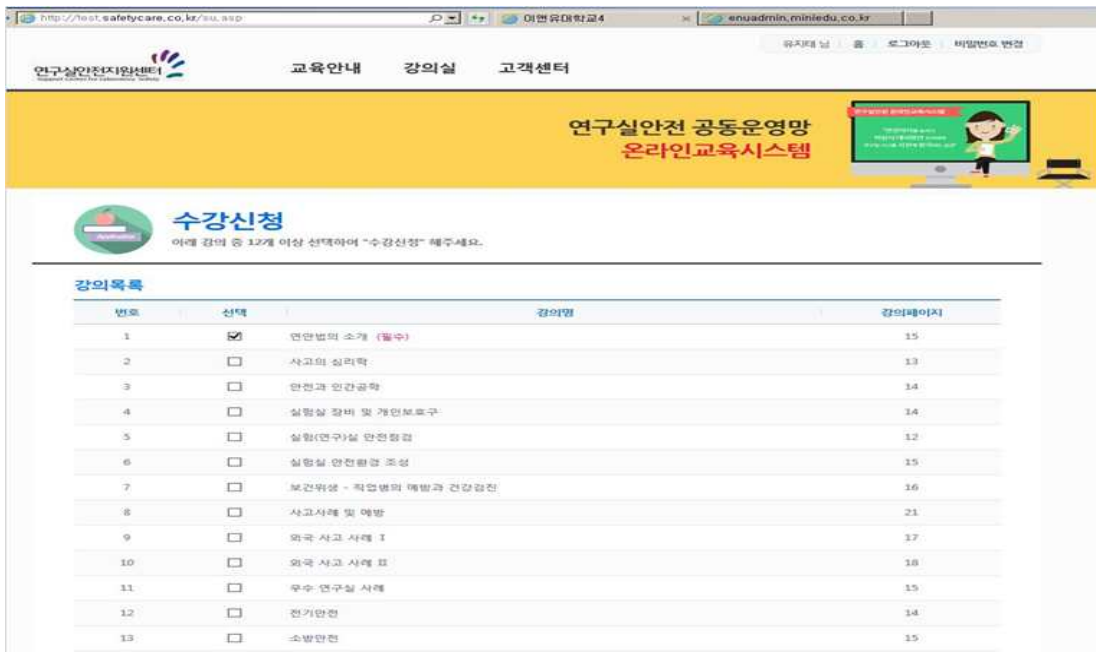 http://test.safetycare.co.kr/su.asp
이앤유대학교4
enuadmin.miniedu.co.kr
유지태 님 홈 로그아웃 비밀번호 변경
연구실안전지원센터
Support Center for Laboratory Safety
교육안내 강의실 고객센터
연구실안전 공동운영망
온라인교육시스템
Application
수강신청
아래 강의 중 12개 이상 선택하여 "수강신청" 해주세요.
강의목록
번호 선택 강의명 강의페이지
1 연안법의 소개 (필수) 15
2 사고의 심리학 13
3 안전과 인간공학 14
4 실험실 장비 및 개인보호구 14
5 실험(연구)실 안전점검 12
6 실험실 안전환경 조성 15
7 보건위생 - 직업병의 예방과 건강검진 16
8 사고사례 및 예방 21
9 외국 사고 사례 I 17
10 외국 사고 사례 II 18
11 우수 연구실 사례 15
12 전기안전 14
13 소방안전 15